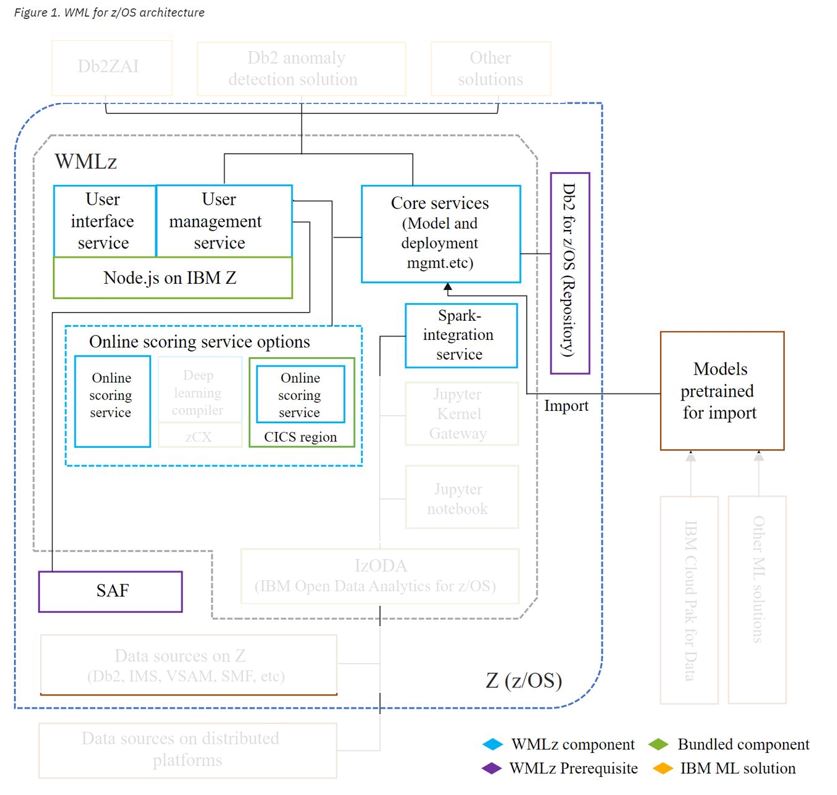 Figure 1. WML for z/OS architecture
Db2ZAI
Db2 anomaly
detection solution
Other
solutions
WMLz
User
interface
service
User
management
service
Node.js on IBM Z
Core services
(Model and
deployment
mgmt.etc)
Db2 for z/OS (Repository)
Online scoring service options
Online
scoring
service
Deep
learning
compiler
zCX
Online
scoring
service
CICS region
Spark-
integration
service
Jupyter
Kernel
Gateway
Jupyter
notebook
Import
Models
pretrained
for import
IBM Cloud Pak for Data
Other ML solutions
IzODA
(IBM Open Data Analytics for z/OS)
SAF
Data sources on Z
(Db2, IMS, VSAM, SMF, etc)
Z (z/OS)
Data sources on distributed
platforms
WMLz component
Bundled component
WMLz Prerequisite
IBM ML solution